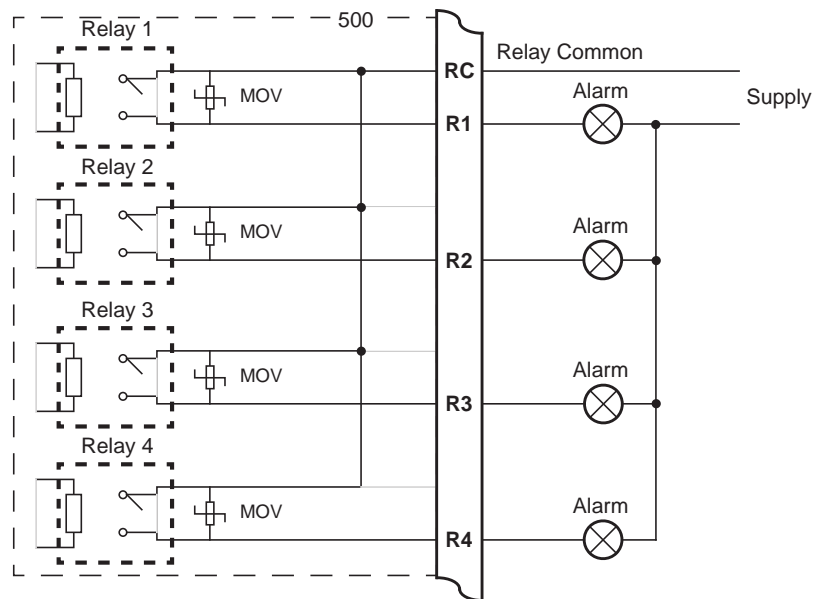 Relay 1
500
MOV
RC
Relay Common
Supply
R1
Alarm
Relay 2
MOV
R2
Alarm
Relay 3
MOV
R3
Alarm
Relay 4
MOV
R4
Alarm